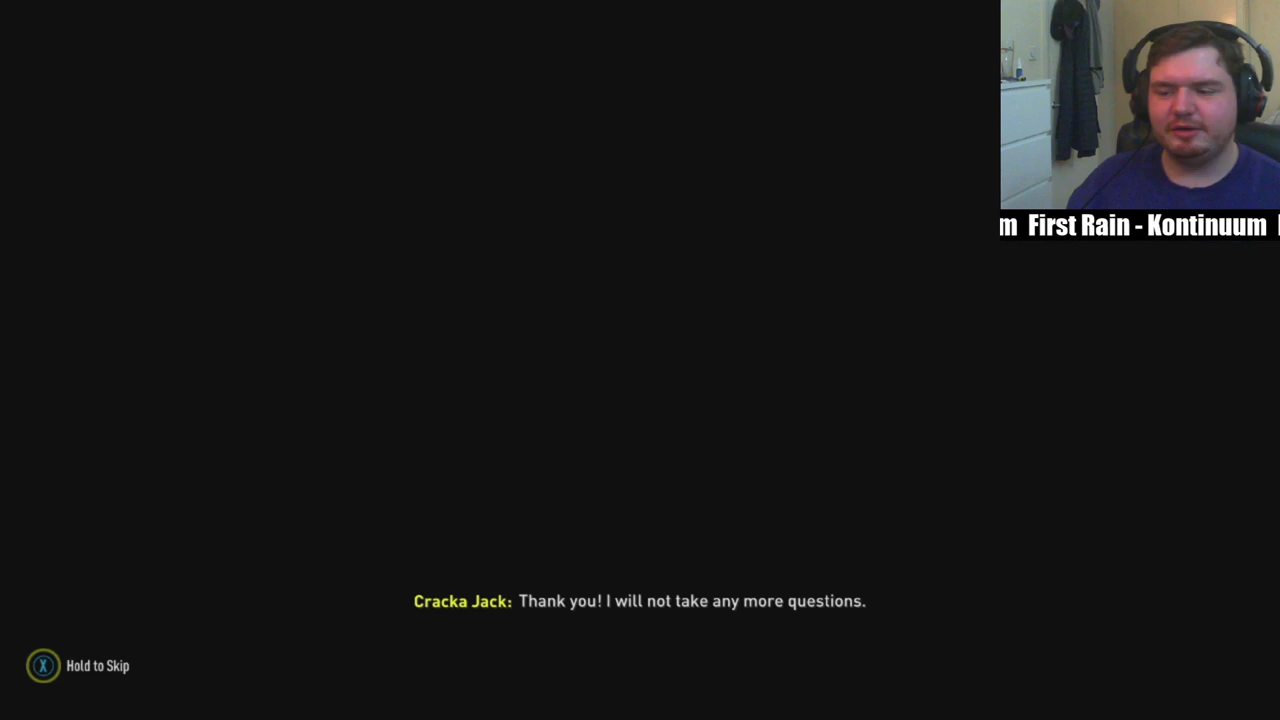 m First Rain - Kontinuum
Cracka Jack: Thank you! I will not take any more questions.
X Hold to Skip